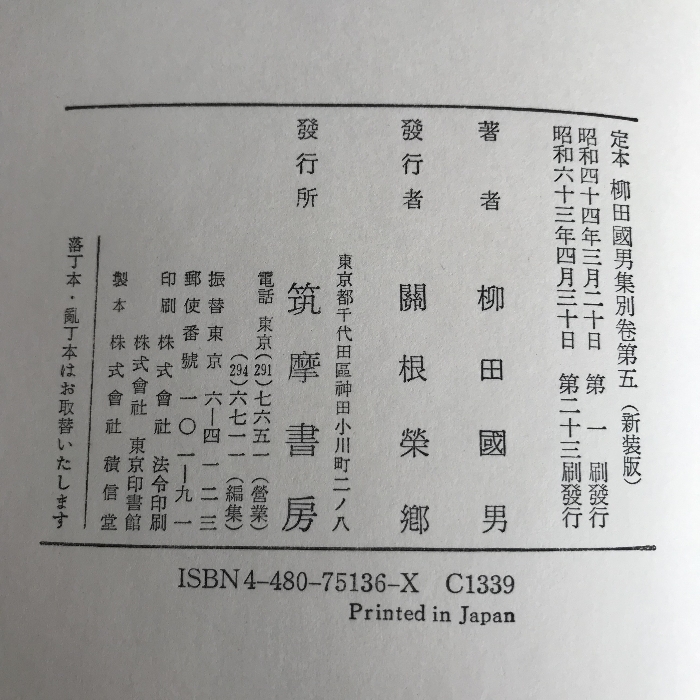 定本 柳田國男集別卷第五（新装版）
昭和四十四年三月二十日 第一刷發行
昭和六十三年四月三十日 第二十三刷發行
著者 柳田國男
發行者 關根榮鄕
東京都千代田區神田小川町二ノ八
發行所 筑摩書房
電話 東京(291)七六五一（営業）
(294)六七一一（編集）
振替東京 六―四一二三
郵便番號 一〇一―九一
印刷 株式會社 法令印刷
株式會社 東京印書館
製本 株式會社 積信堂
落丁本・亂丁本はお取替いたします
ISBN4-480-75136-X C1339
Printed in Japan